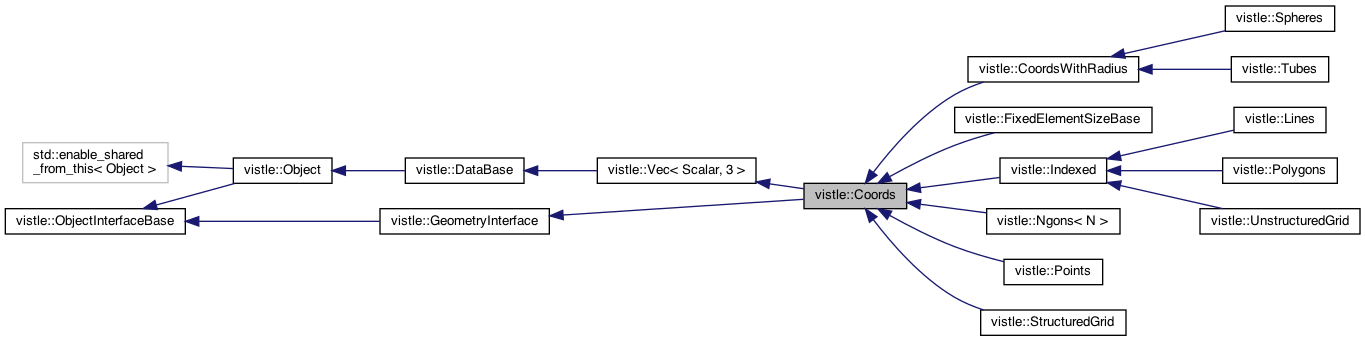 vistle::Spheres
vistle::CoordsWithRadius
vistle::Tubes
vistle::FixedElementSizeBase
vistle::Lines
std::enable_shared
_from_this< Object >
vistle::Object
vistle::DataBase
vistle::Vec< Scalar, 3 >
vistle::Indexed
vistle::Polygons
vistle::Coords
vistle::ObjectInterfaceBase
vistle::GeometryInterface
vistle::Ngons< N >
vistle::UnstructuredGrid
vistle::Points
vistle::StructuredGrid